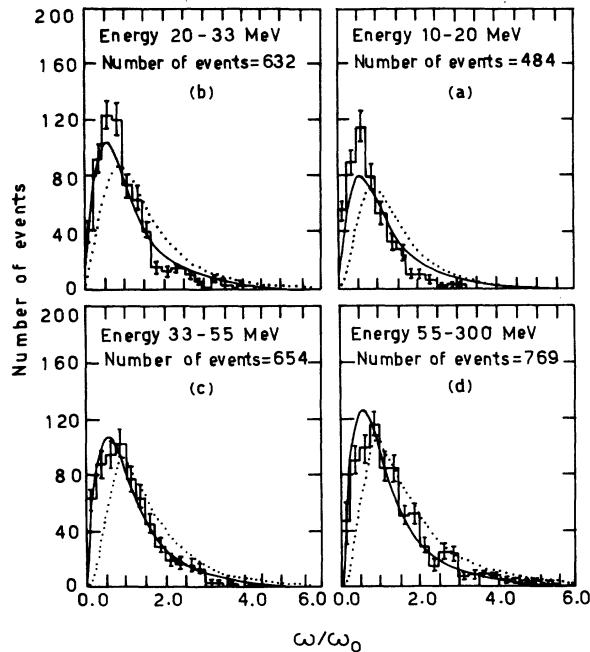 200
160
120
80
40
0
Number of events
Energy 20-33 MeV
Number of events=632
(b)
Energy 10-20 MeV
Number of events=484
(a)
200
160
120
80
40
0
Energy 33-55 MeV
Number of events=654
(c)
Energy 55-300 MeV
Number of events=769
(d)
0.0 2.0 4.0 0.0 2.0 4.0 6.0
ω/ω₀